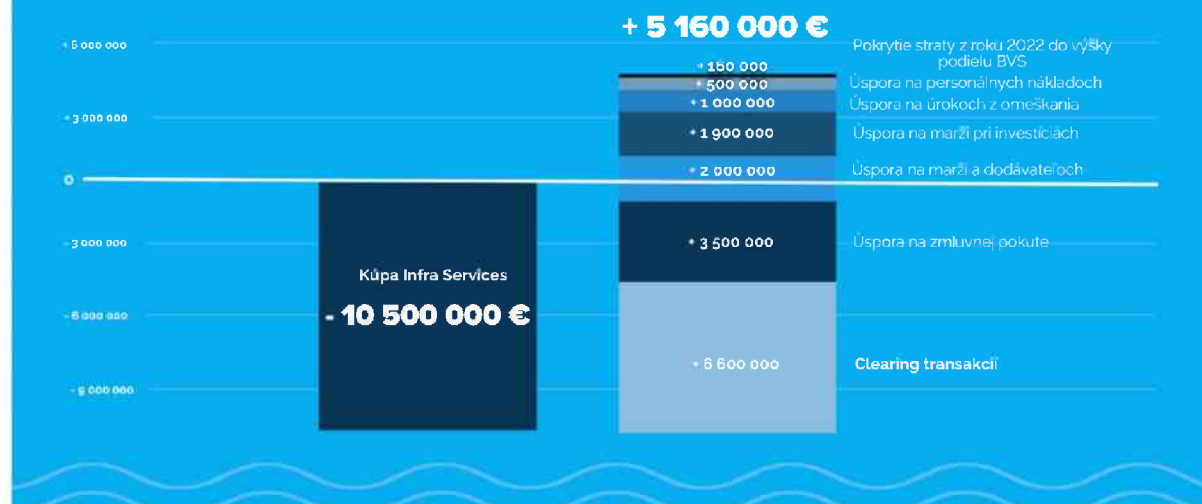 + 5 160 000 €
+ 6 000 000
Pokrytie straty z roku 2022 do výšky
podielu BVS
+ 160 000
+ 500 000
Úspora na personálnych nákladoch
+ 1 000 000
Úspora na úrokoch z omeškania
+ 3 000 000
+ 1 900 000
Úspora na marži pri investíciách
+ 2 000 000
Úspora na marži a dodávateľoch
0
- 3 000 000
+ 3 500 000
Úspora na zmluvnej pokute
Kúpa Infra Services
- 10 500 000 €
- 6 000 000
+ 6 600 000
Clearing transakcií
- 9 000 000